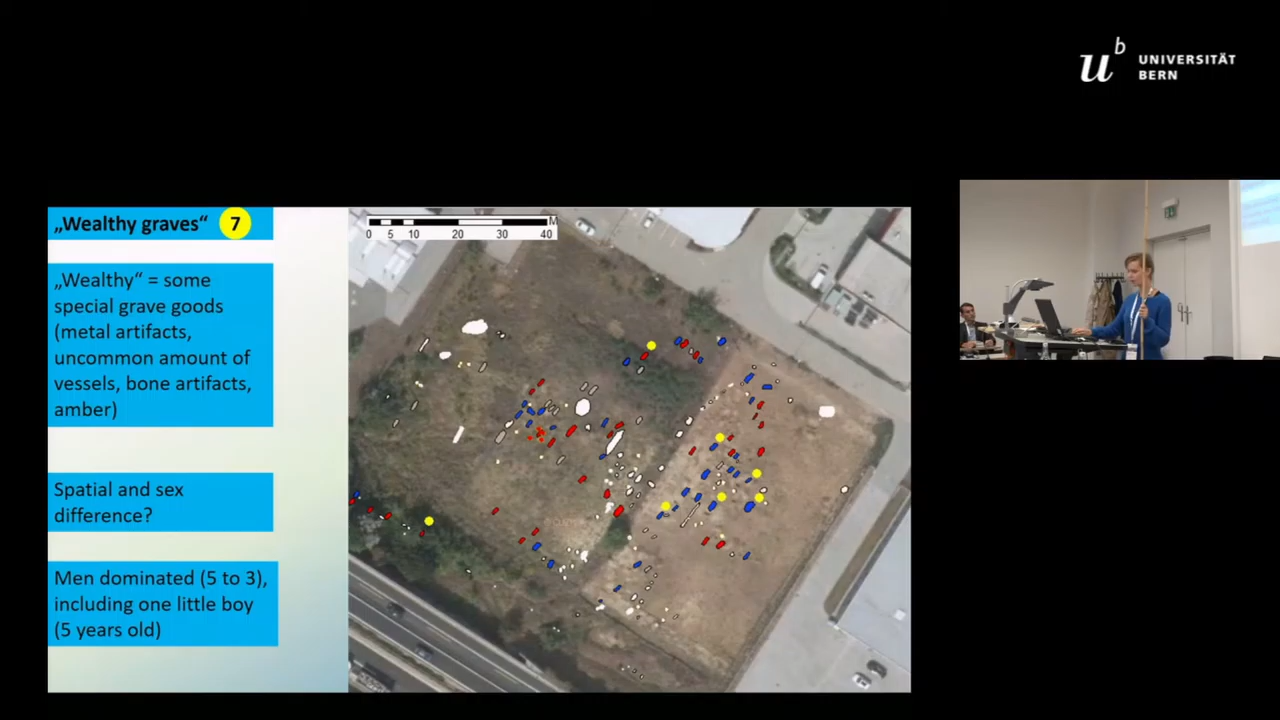 u b UNIVERSITÄT
BERN
„Wealthy graves“ 7
„Wealthy“ = some
special grave goods
(metal artifacts,
uncommon amount of
vessels, bone artifacts,
amber)
Spatial and sex
difference?
Men dominated (5 to 3),
including one little boy
(5 years old)
M
0 5 10 20 30 40